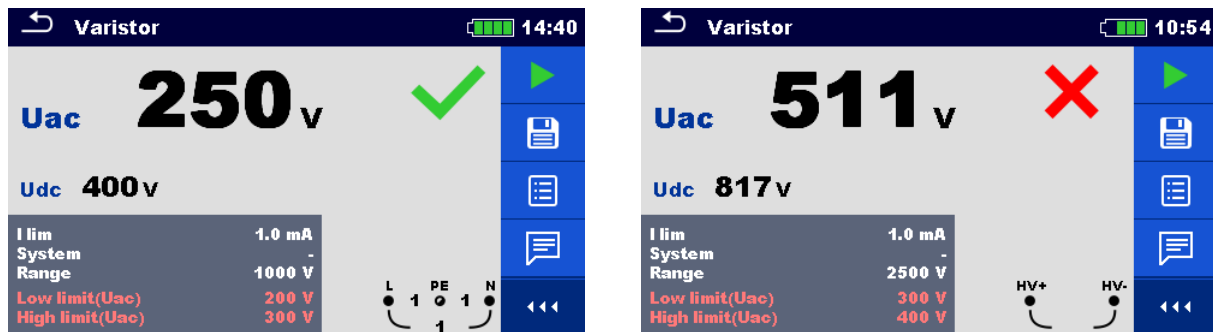 Varistor 14:40
Uac 250 V
Udc 400 V
I lim 1.0 mA
System -
Range 1000 V
Low limit(Uac) 200 V
High limit(Uac) 300 V
L PE N
1 1
1
Varistor 10:54
Uac 511 V
Udc 817 V
I lim 1.0 mA
System -
Range 2500 V
Low limit(Uac) 300 V
High limit(Uac) 400 V
HV+ HV-